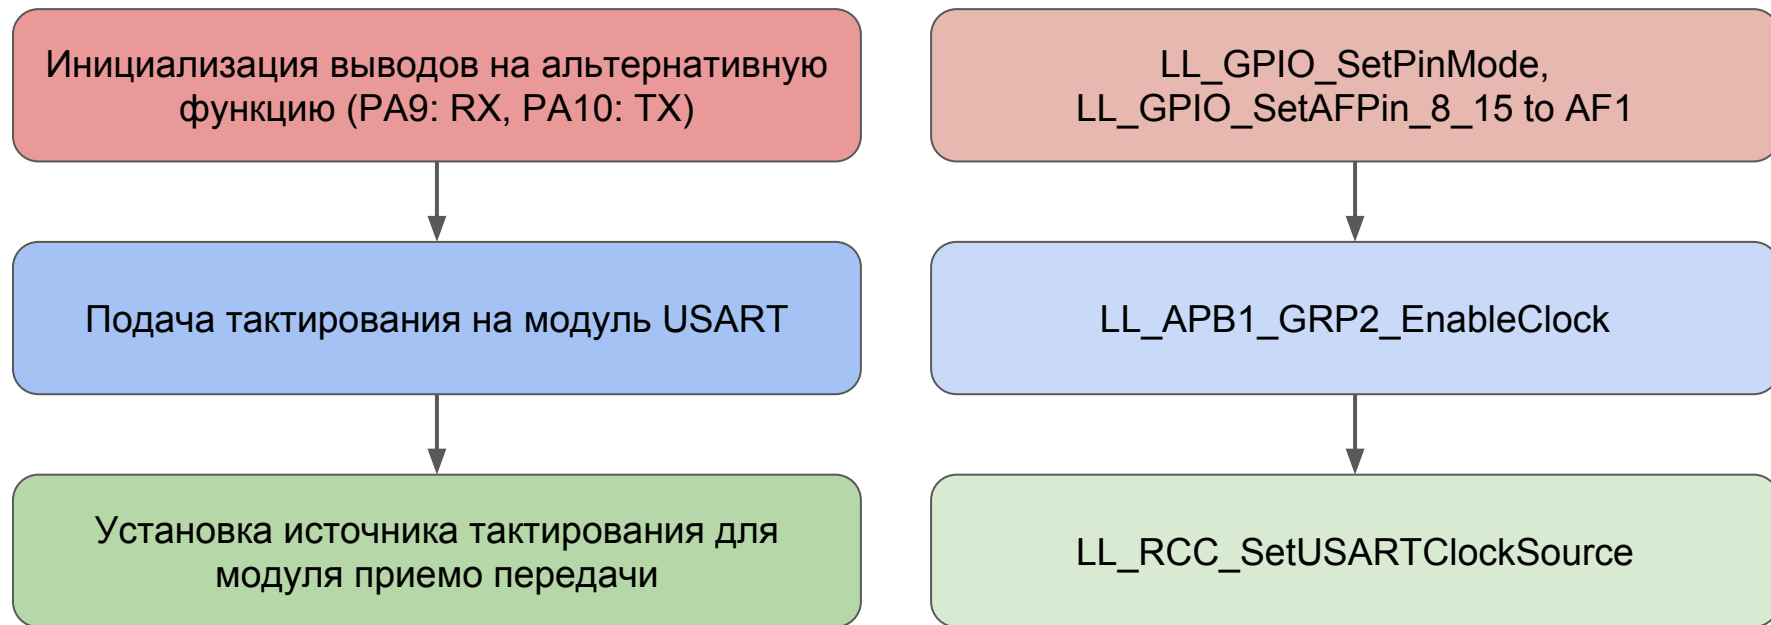 Инициализация выводов на альтернативную
функцию (PA9: RX, PA10: TX)
LL_GPIO_SetPinMode,
LL_GPIO_SetAFPin_8_15 to AF1
Подача тактирования на модуль USART
LL_APB1_GRP2_EnableClock
Установка источника тактирования для
модуля приемо передачи
LL_RCC_SetUSARTClockSource